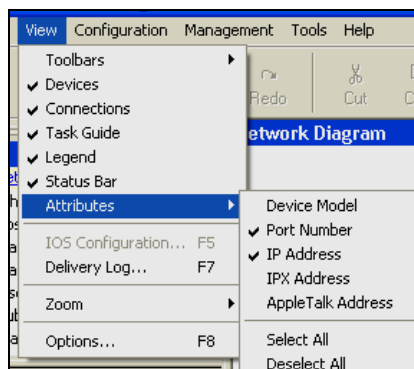 View Configuration Management Tools Help
Redo Cut
Toolbars
Devices
Connections
Task Guide
Legend
Status Bar
Attributes
IOS Configuration... F5
Delivery Log... F7
Zoom
Options... F8
etwork Diagram
Device Model
Port Number
IP Address
IPX Address
AppleTalk Address
Select All
Deselect All